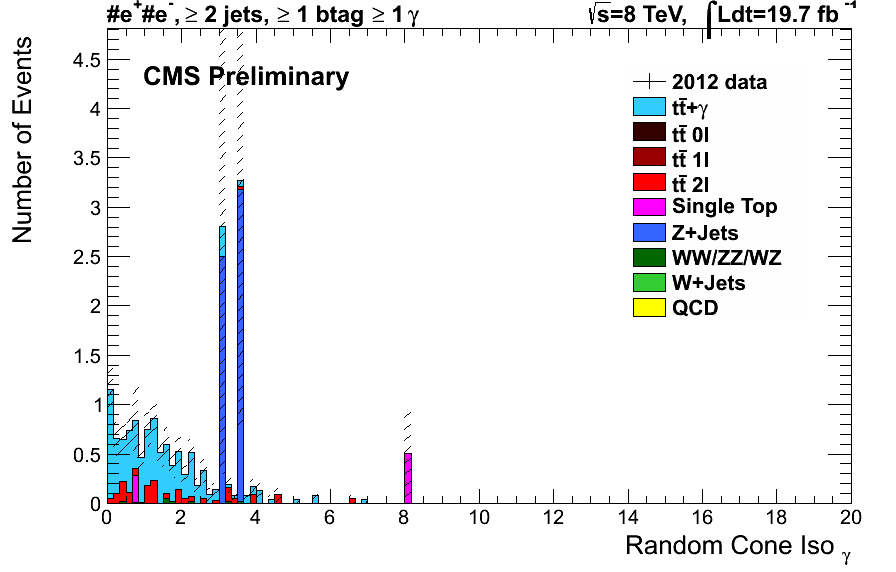 #e⁺#e⁻, ≥ 2 jets, ≥ 1 btag ≥ 1 γ
√s=8 TeV, ∫Ldt=19.7 fb⁻¹
CMS Preliminary
2012 data
tt̄+γ
tt̄ 0l
tt̄ 1l
tt̄ 2l
Single Top
Z+Jets
WW/ZZ/WZ
W+Jets
QCD
Number of Events
4.5
4
3.5
3
2.5
2
1.5
1
0.5
0
0 2 4 6 8 10 12 14 16 18 20
Random Cone Iso γ